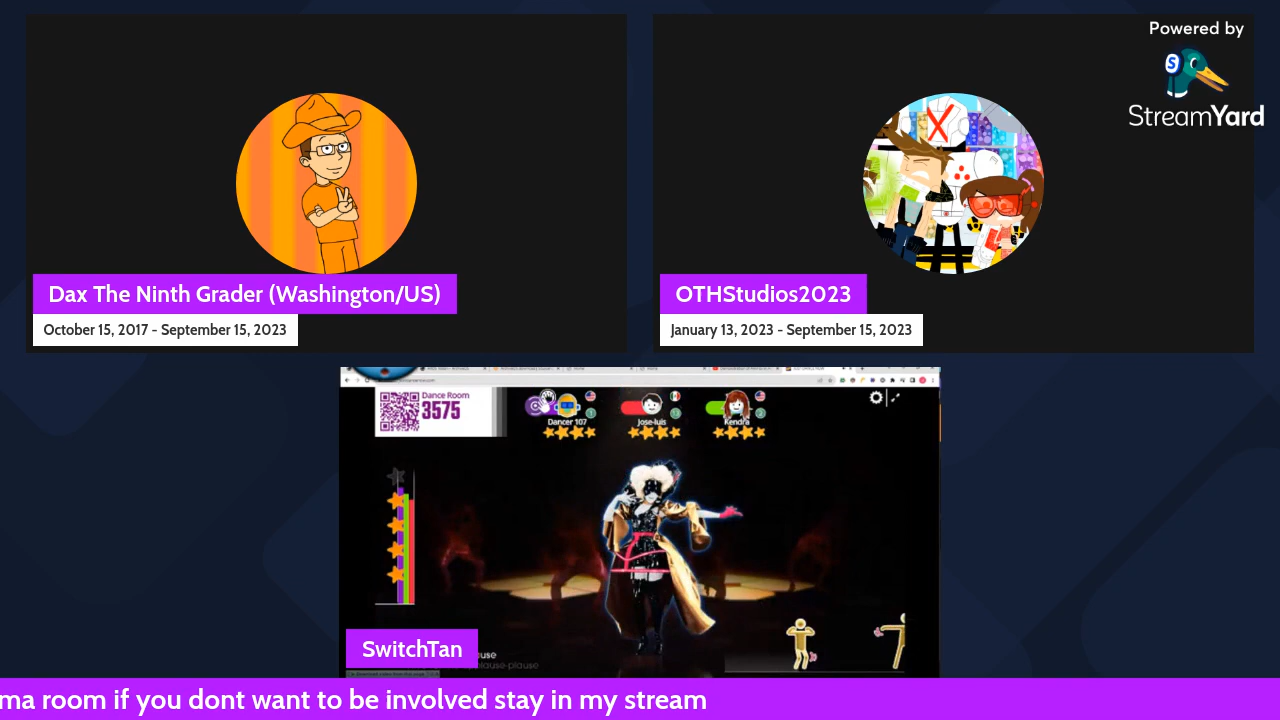 Powered by
StreamYard
Dax The Ninth Grader (Washington/US)
October 15, 2017 - September 15, 2023
OTHStudios2023
January 13, 2023 - September 15, 2023
Dance Room
3575
Dancer 107
Jose-luis
Kendra
SwitchTan
ma room if you dont want to be involved stay in my stream